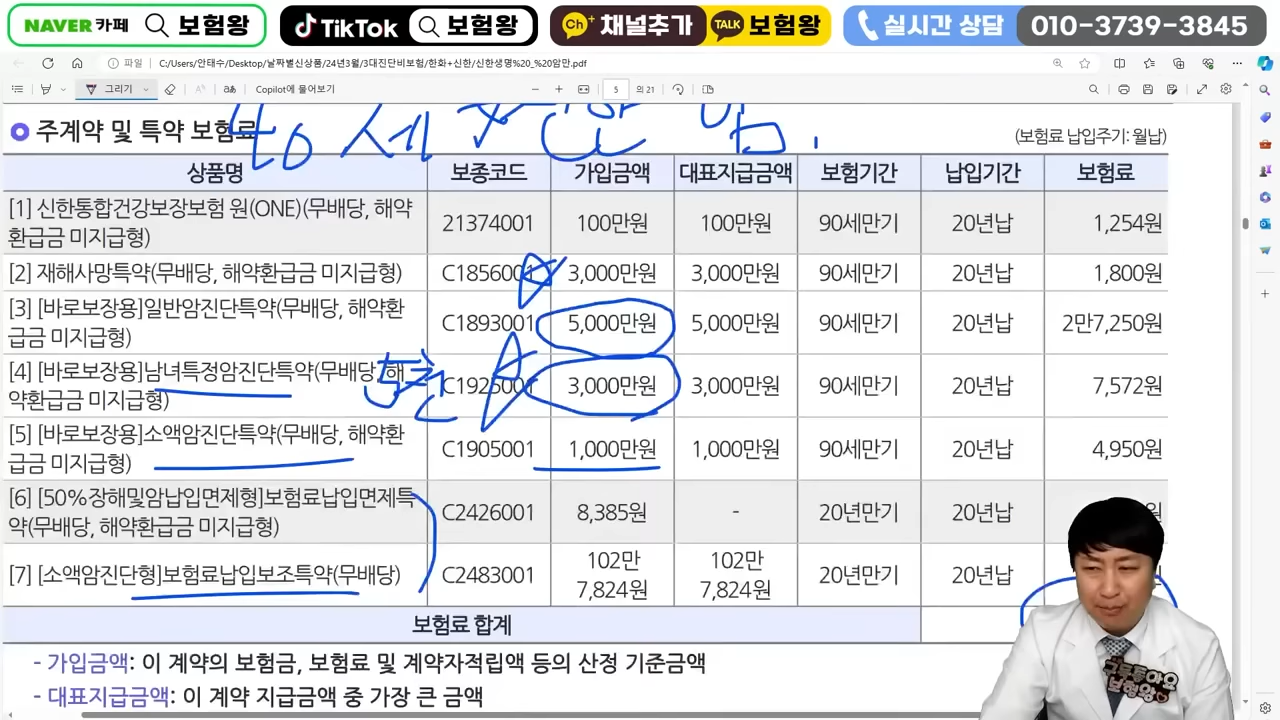 NAVER 카페 보험왕 TikTok 보험왕 Ch+ 채널추가 TALK 보험왕 실시간 상담 010-3739-3845
파일 C:/Users/안태수/Desktop/날짜별신상품/24년3월/3대진단비보험/한화+신한/신한생명%20_%20암만.pdf
그리기 Copilot에 물어보기 5 의 21
40세
주계약 및 특약 보험료
(보험료 납입주기: 월납)
상품명 보종코드 가입금액 대표지급금액 보험기간 납입기간 보험료
[1] 신한통합건강보장보험 원(ONE)(무배당, 해약
환급금 미지급형) 21374001 100만원 100만원 90세만기 20년납 1,254원
[2] 재해사망특약(무배당, 해약환급금 미지급형) C1856001 3,000만원 3,000만원 90세만기 20년납 1,800원
[3] [바로보장용]일반암진단특약(무배당, 해약환
급금 미지급형) C1893001 5,000만원 5,000만원 90세만기 20년납 2만7,250원
[4] [바로보장용]남녀특정암진단특약(무배당, 해
약환급금 미지급형) C1925001 3,000만원 3,000만원 90세만기 20년납 7,572원
[5] [바로보장용]소액암진단특약(무배당, 해약환
급금 미지급형) C1905001 1,000만원 1,000만원 90세만기 20년납 4,950원
[6] [50%장해및암납입면제형]보험료납입면제특
약(무배당, 해약환급금 미지급형) C2426001 8,385원 - 20년만기 20년납 원
[7] [소액암진단형]보험료납입보조특약(무배당) C2483001 102만 7,824원 102만 7,824원 20년만기 20년납
보험료 합계
- 가입금액: 이 계약의 보험금, 보험료 및 계약자적립액 등의 산정 기준금액
- 대표지급금액: 이 계약 지급금액 중 가장 큰 금액
구독좋아요
보험왕